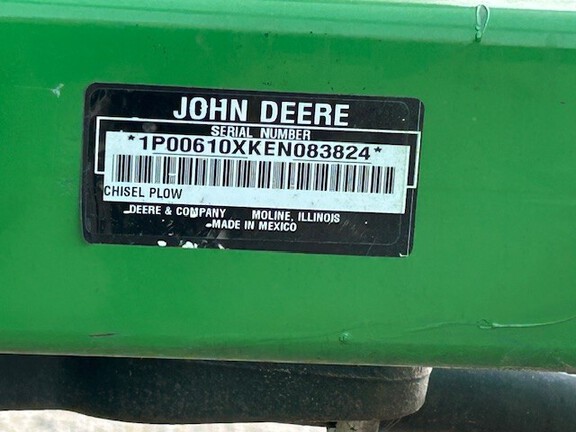 JOHN DEERE
SERIAL NUMBER
*1P00610XKEN083824*
CHISEL PLOW
DEERE & COMPANY MOLINE, ILLINOIS
MADE IN MEXICO